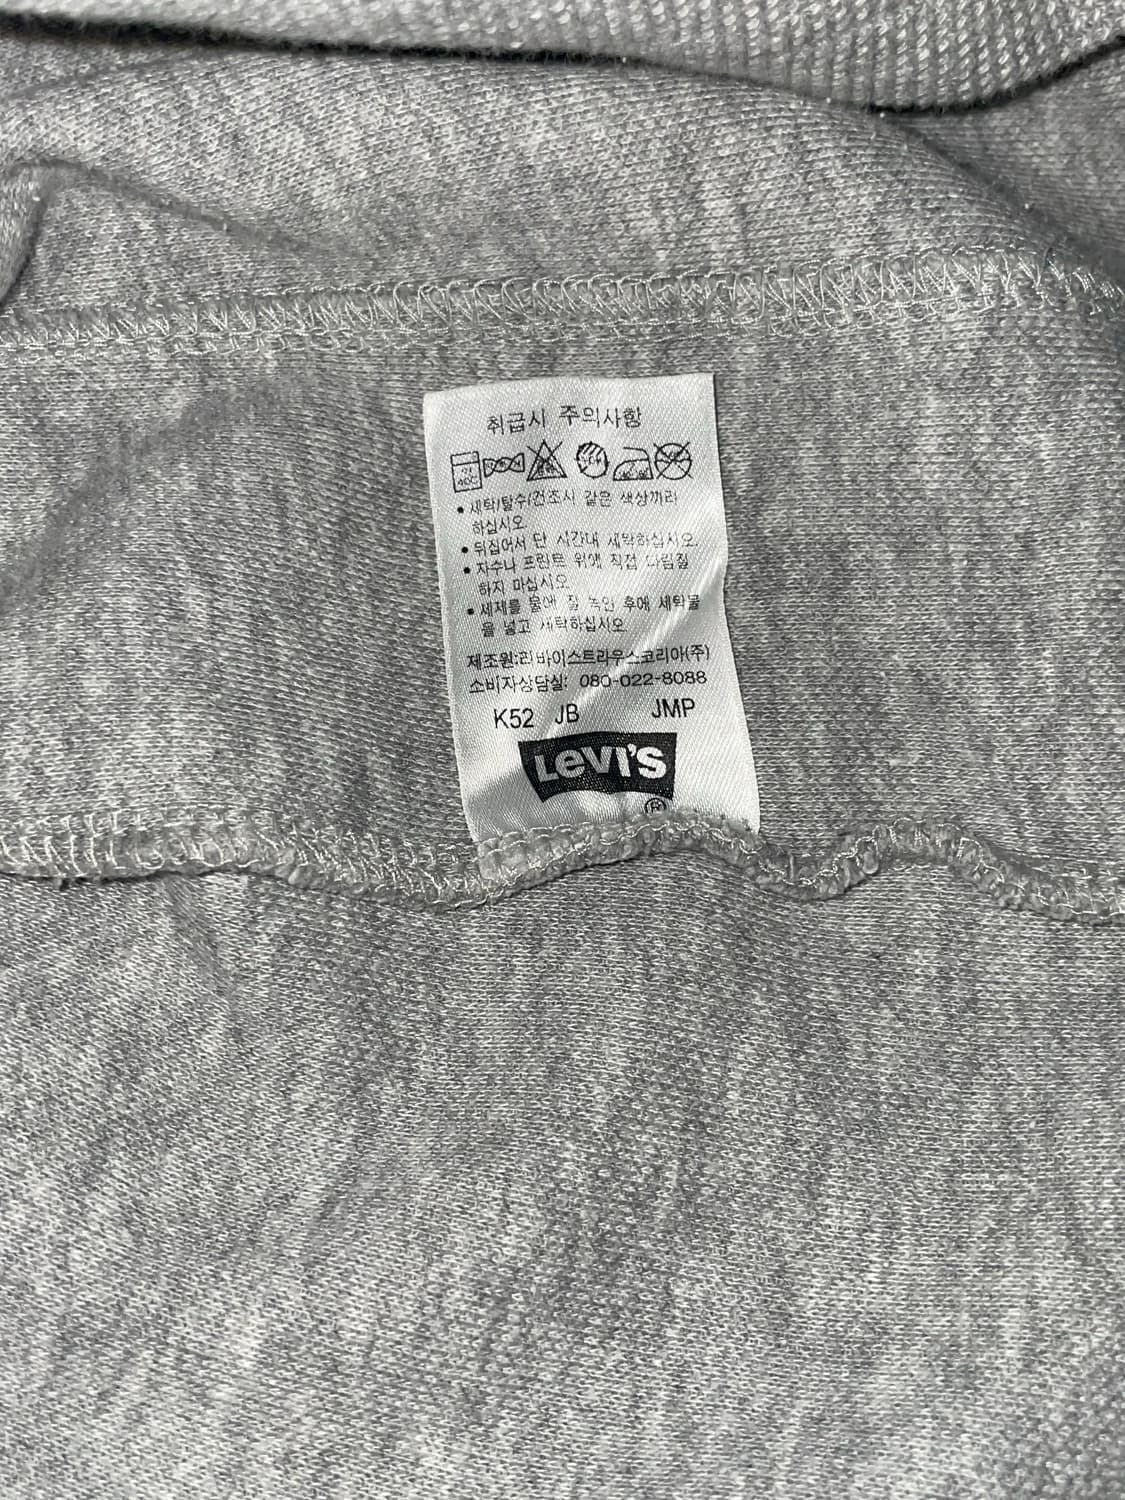 취급시 주의사항
약
40℃
• 세탁/탈수/건조시 같은 색상끼리
하십시오.
• 뒤집어서 단 시간내 세탁하십시오.
• 자수나 프린트 위에 직접 다림질
하지 마십시오.
• 세제를 물에 잘 녹인 후에 세탁물
을 넣고 세탁하십시오.
제조원:리바이스트라우스코리아(주)
소비자상담실: 080-022-8088
K52 JB JMP
LEVI'S
®